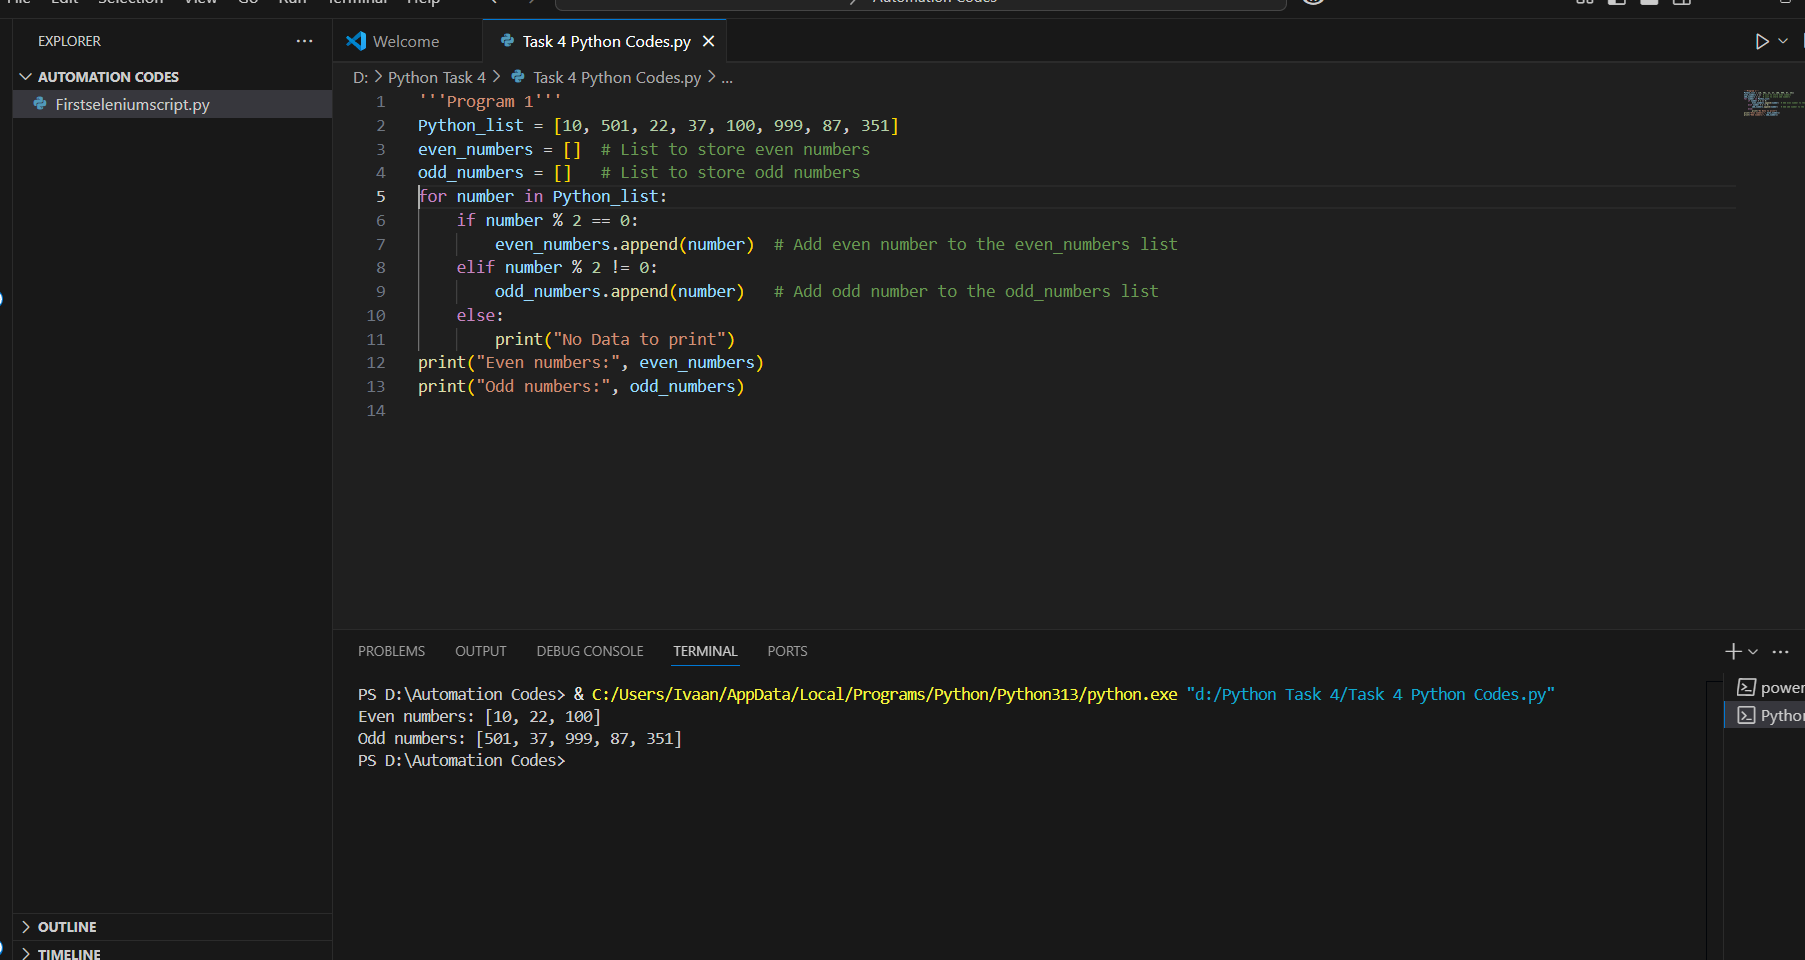 File Edit Selection View Go Run Terminal Help
Automation Codes
EXPLORER
AUTOMATION CODES
Firstseleniumscript.py
OUTLINE
TIMELINE
Welcome
Task 4 Python Codes.py
D: > Python Task 4 > Task 4 Python Codes.py > ...
1 '''Program 1'''
2 Python_list = [10, 501, 22, 37, 100, 999, 87, 351]
3 even_numbers = []  # List to store even numbers
4 odd_numbers = []   # List to store odd numbers
5 for number in Python_list:
6     if number % 2 == 0:
7         even_numbers.append(number)  # Add even number to the even_numbers list
8     elif number % 2 != 0:
9         odd_numbers.append(number)   # Add odd number to the odd_numbers list
10     else:
11         print("No Data to print")
12 print("Even numbers:", even_numbers)
13 print("Odd numbers:", odd_numbers)
14
PROBLEMS OUTPUT DEBUG CONSOLE TERMINAL PORTS
PS D:\Automation Codes> & C:/Users/Ivaan/AppData/Local/Programs/Python/Python313/python.exe "d:/Python Task 4/Task 4 Python Codes.py"
Even numbers: [10, 22, 100]
Odd numbers: [501, 37, 999, 87, 351]
PS D:\Automation Codes>
power
Pytho